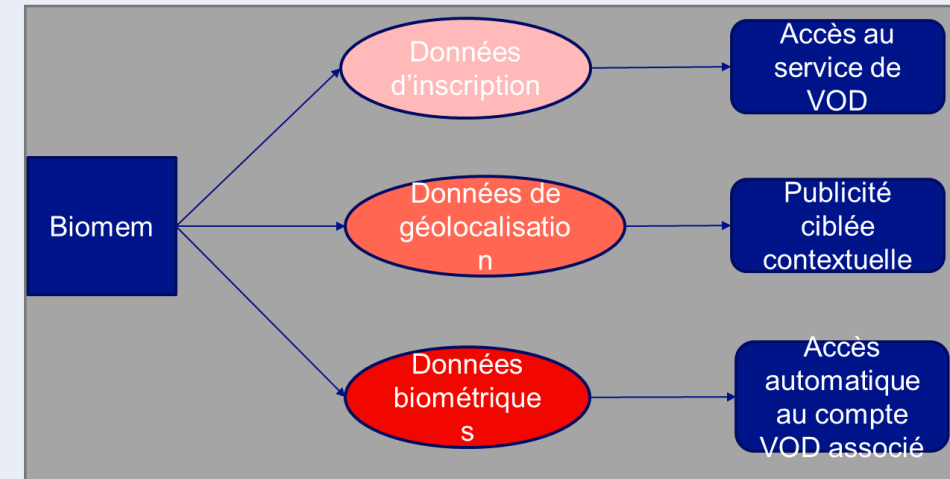 Données
d'inscription
Accès au
service de
VOD
Biomem
Données de
géolocalisatio
n
Publicité
ciblée
contextuelle
Données
biométrique
s
Accès
automatique
au compte
VOD associé